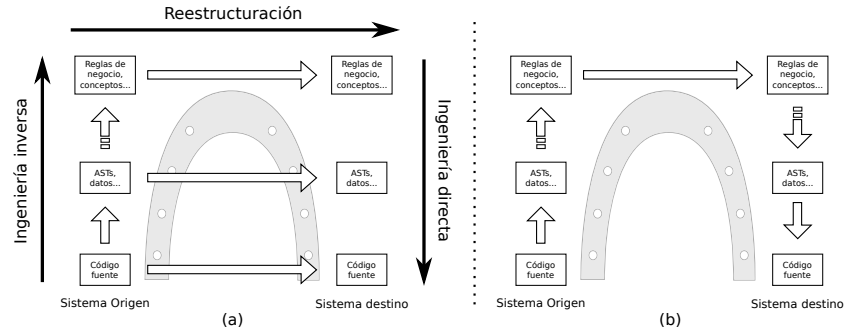 Reestructuración
Ingeniería inversa
Reglas de
negocio,
conceptos...
Reglas de
negocio,
conceptos...
ASTs,
datos...
ASTs,
datos...
Código
fuente
Código
fuente
Sistema Origen
Sistema destino
(a)
Ingeniería directa
Reglas de
negocio,
conceptos...
Reglas de
negocio,
conceptos...
ASTs,
datos...
ASTs,
datos...
Código
fuente
Código
fuente
Sistema Origen
Sistema destino
(b)